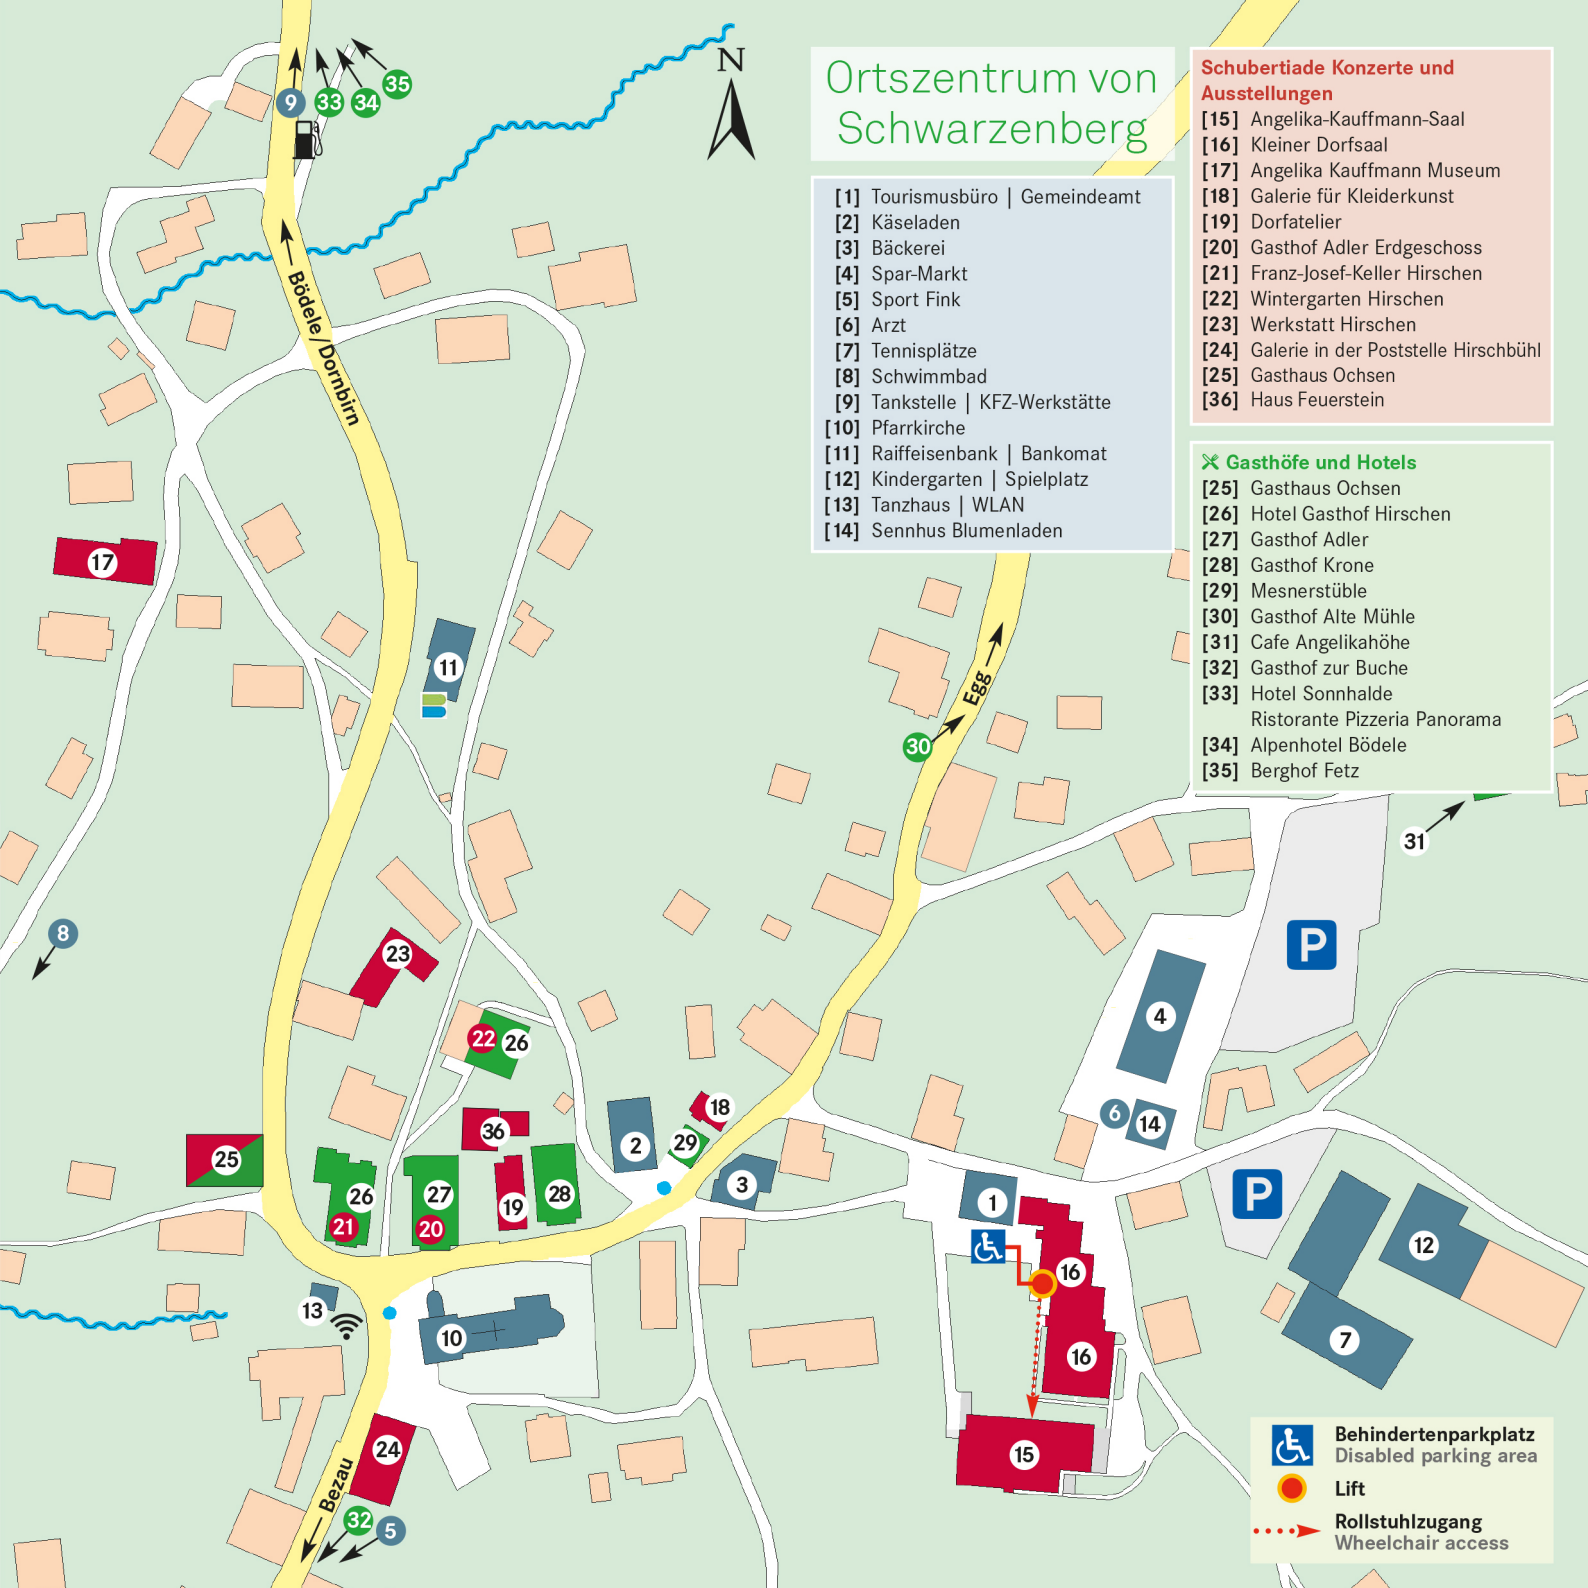 Ortszentrum von
Schwarzenberg
N
[1] Tourismusbüro | Gemeindeamt
[2] Käseladen
[3] Bäckerei
[4] Spar-Markt
[5] Sport Fink
[6] Arzt
[7] Tennisplätze
[8] Schwimmbad
[9] Tankstelle | KFZ-Werkstätte
[10] Pfarrkirche
[11] Raiffeisenbank | Bankomat
[12] Kindergarten | Spielplatz
[13] Tanzhaus | WLAN
[14] Sennhus Blumenladen
Schubertiade Konzerte und
Ausstellungen
[15] Angelika-Kauffmann-Saal
[16] Kleiner Dorfsaal
[17] Angelika Kauffmann Museum
[18] Galerie für Kleiderkunst
[19] Dorfatelier
[20] Gasthof Adler Erdgeschoss
[21] Franz-Josef-Keller Hirschen
[22] Wintergarten Hirschen
[23] Werkstatt Hirschen
[24] Galerie in der Poststelle Hirschbühl
[25] Gasthaus Ochsen
[36] Haus Feuerstein
Gasthöfe und Hotels
[25] Gasthaus Ochsen
[26] Hotel Gasthof Hirschen
[27] Gasthof Adler
[28] Gasthof Krone
[29] Mesnerstüble
[30] Gasthof Alte Mühle
[31] Cafe Angelikahöhe
[32] Gasthof zur Buche
[33] Hotel Sonnhalde
Ristorante Pizzeria Panorama
[34] Alpenhotel Bödele
[35] Berghof Fetz
9
33
34
35
Bödele/Dornbirn
17
11
Egg
30
31
8
23
P
4
22
26
6
14
18
36
2
29
25
26
21
27
20
19
28
3
1
P
12
16
13
10
7
16
24
15
Bezau
32
5
Behindertenparkplatz
Disabled parking area
Lift
Rollstuhlzugang
Wheelchair access